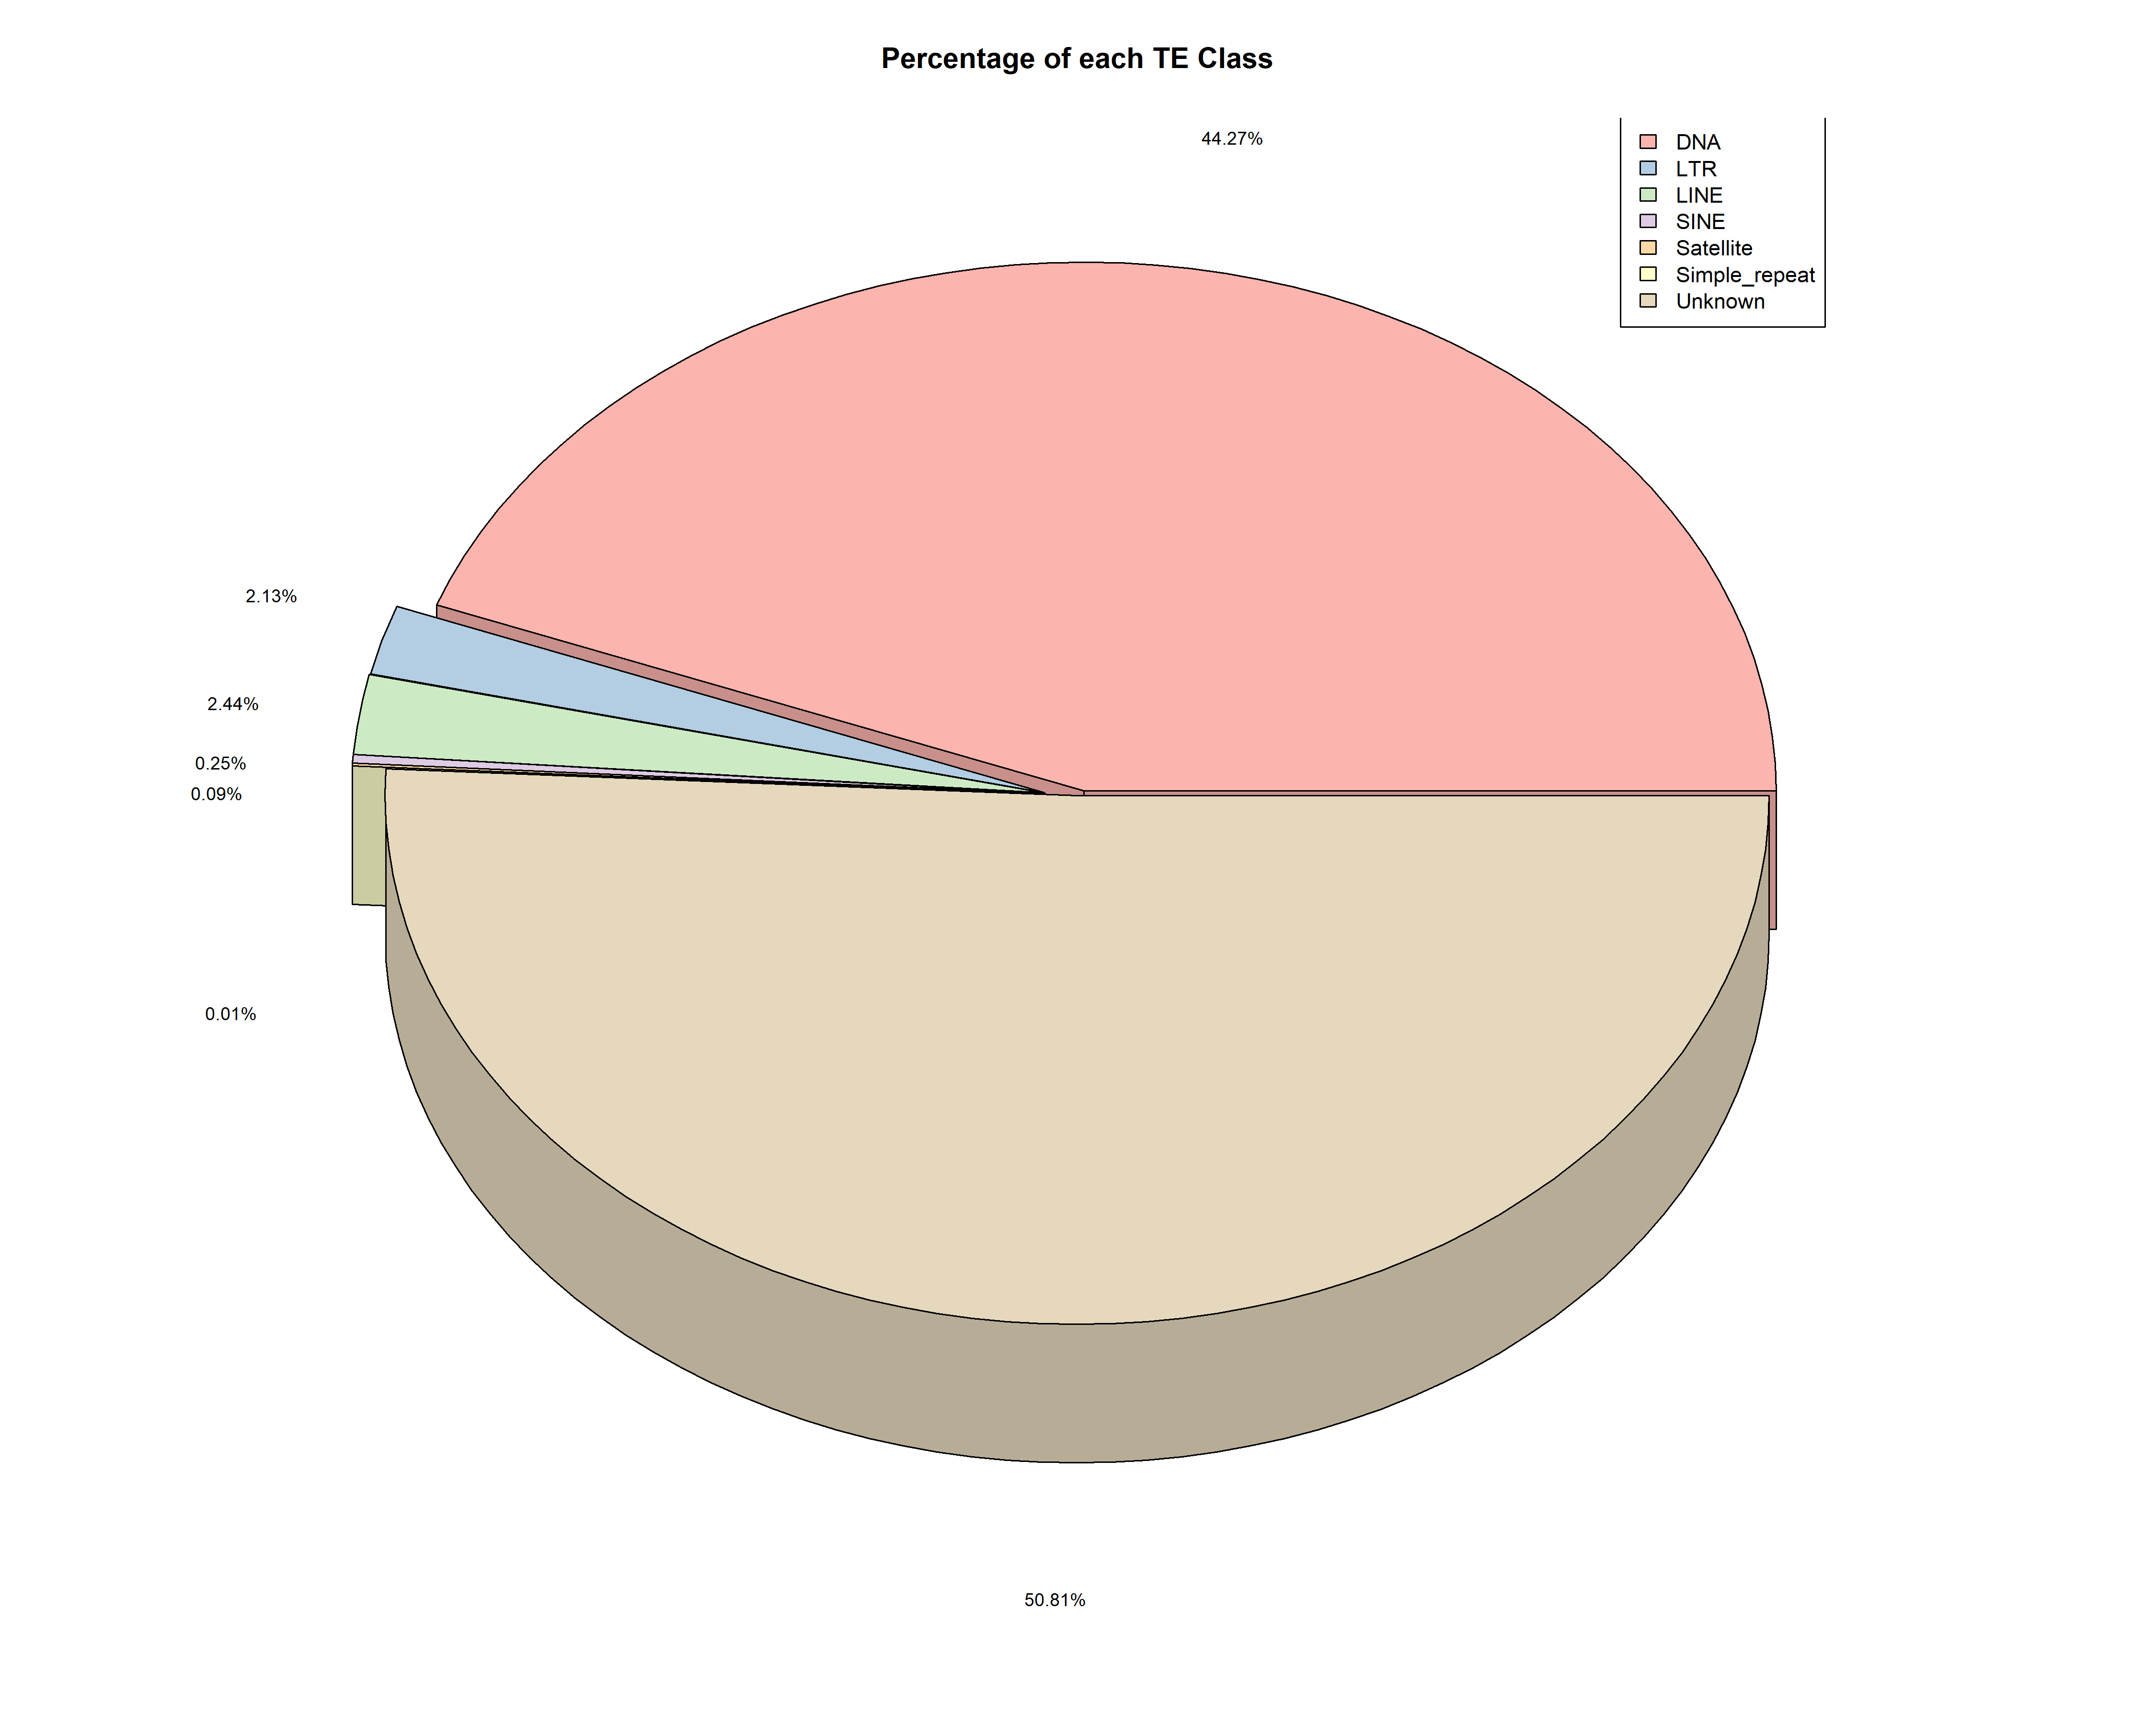 Percentage of each TE Class
44.27%
DNA
LTR
LINE
SINE
Satellite
Simple_repeat
Unknown
2.13%
2.44%
0.25%
0.09%
0.01%
50.81%